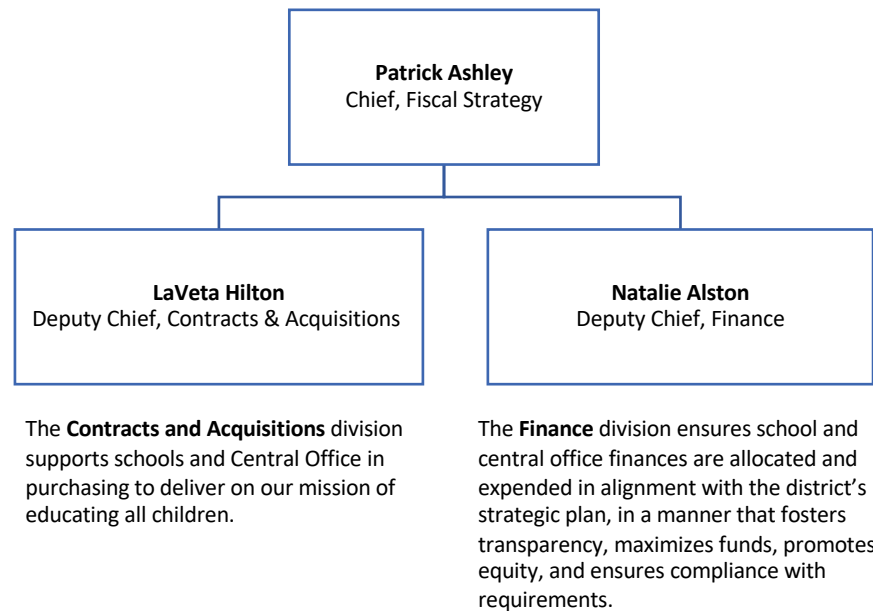 Patrick Ashley
Chief, Fiscal Strategy
LaVeta Hilton
Deputy Chief, Contracts & Acquisitions
Natalie Alston
Deputy Chief, Finance
The Contracts and Acquisitions division
supports schools and Central Office in
purchasing to deliver on our mission of
educating all children.
The Finance division ensures school and
central office finances are allocated and
expended in alignment with the district’s
strategic plan, in a manner that fosters
transparency, maximizes funds, promotes
equity, and ensures compliance with
requirements.